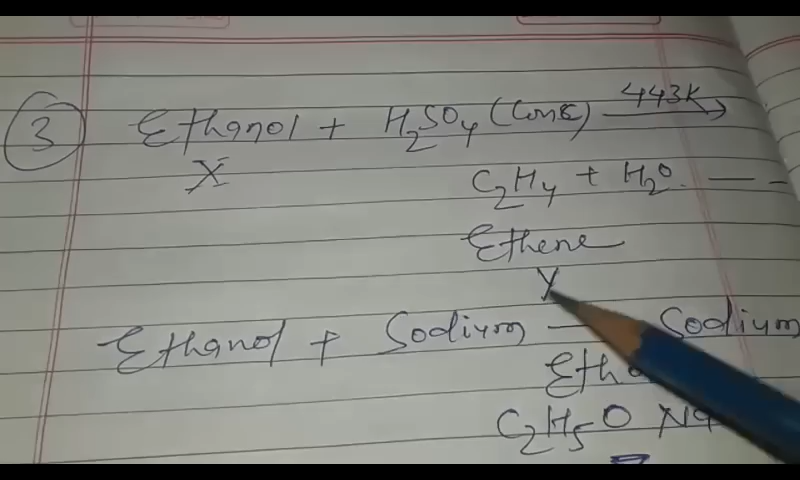 3 Ethanol + H₂SO₄ (Conc) 443K →
X
C₂H₄ + H₂O. — –
Ethene
Y
Ethanol + Sodium — Sodium
C₂H₅O Na